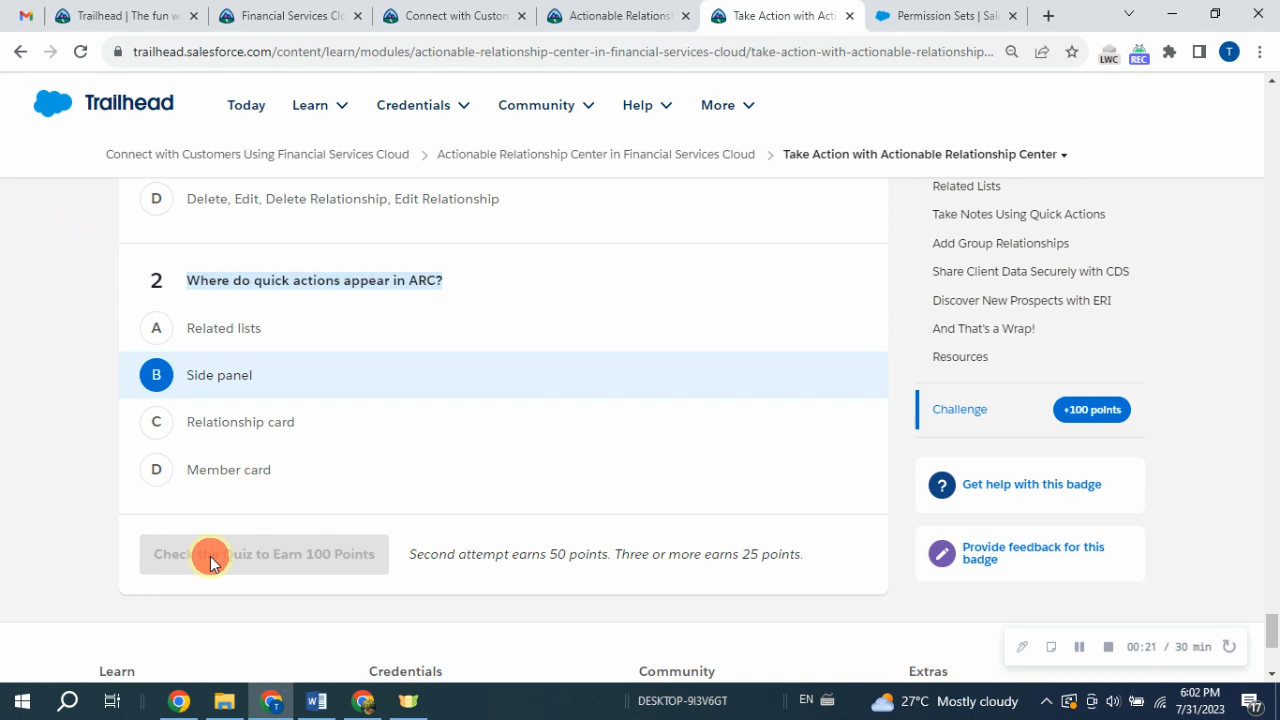 Trailhead | The fun w
Financial Services Clo
Connect with Custom
Actionable Relations
Take Action with Acti
Permission Sets | Sal
trailhead.salesforce.com/content/learn/modules/actionable-relationship-center-in-financial-services-cloud/take-action-with-actionable-relationship...
LWC
REC
T
Trailhead
Today
Learn
Credentials
Community
Help
More
Connect with Customers Using Financial Services Cloud
Actionable Relationship Center in Financial Services Cloud
Take Action with Actionable Relationship Center
D Delete, Edit, Delete Relationship, Edit Relationship
2 Where do quick actions appear in ARC?
A Related lists
B Side panel
C Relationship card
D Member card
Check the Quiz to Earn 100 Points
Second attempt earns 50 points. Three or more earns 25 points.
Related Lists
Take Notes Using Quick Actions
Add Group Relationships
Share Client Data Securely with CDS
Discover New Prospects with ERI
And That's a Wrap!
Resources
Challenge
+100 points
? Get help with this badge
Provide feedback for this
badge
00:21 / 30 min
Learn
Credentials
Community
Extras
DESKTOP-9I3V6GT
EN
27°C Mostly cloudy
6:02 PM
7/31/2023
17